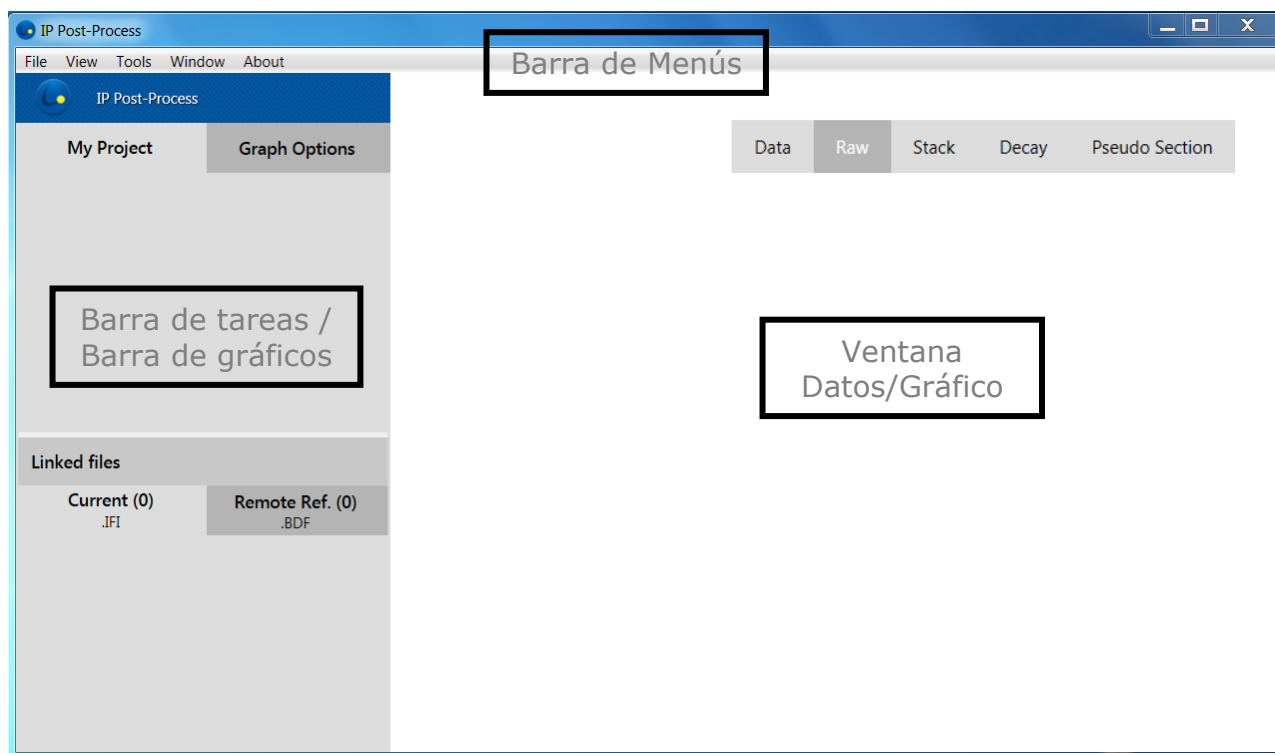 IP Post-Process
File View Tools Window About
Barra de Menús
IP Post-Process
My Project Graph Options
Data Raw Stack Decay Pseudo Section
Barra de tareas /
Barra de gráficos
Ventana
Datos/Gráfico
Linked files
Current (0) Remote Ref. (0)
.IFI .BDF